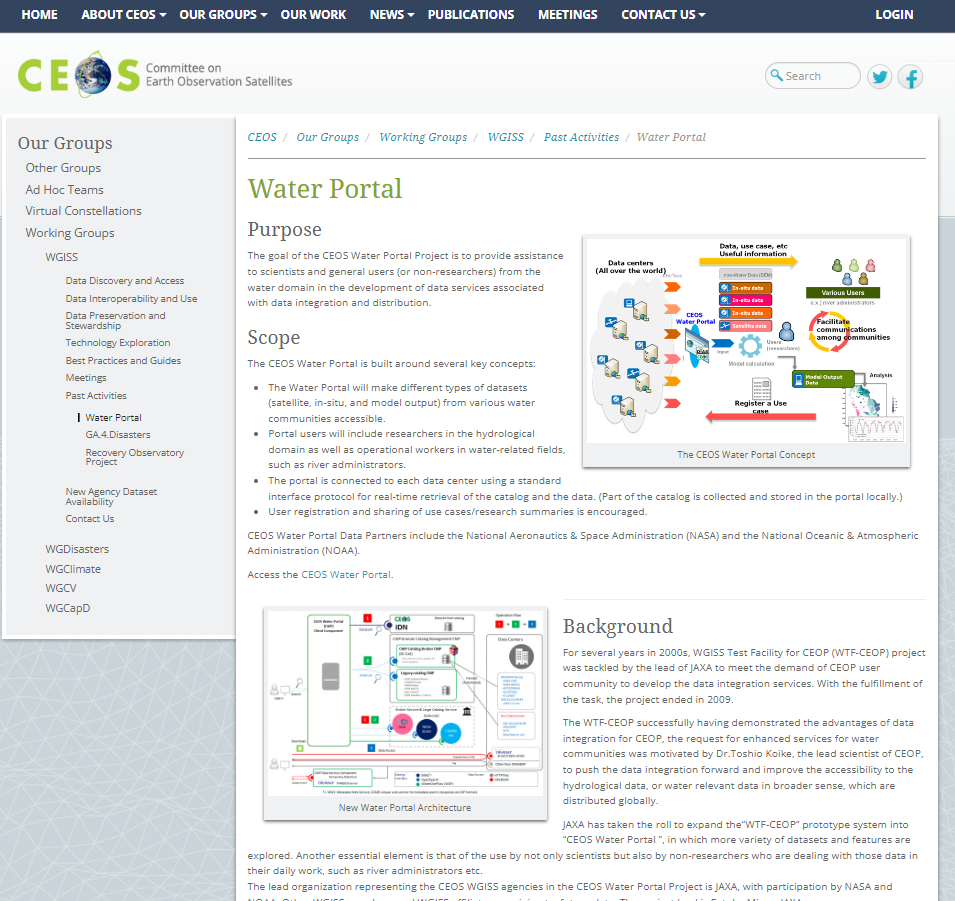 HOME ABOUT CEOS OUR GROUPS OUR WORK NEWS PUBLICATIONS MEETINGS CONTACT US LOGIN
CEOS Committee on
Earth Observation Satellites
Search
Our Groups
Other Groups
Ad Hoc Teams
Virtual Constellations
Working Groups
WGISS
Data Discovery and Access
Data Interoperability and Use
Data Preservation and
Stewardship
Technology Exploration
Best Practices and Guides
Meetings
Past Activities
Water Portal
GA.4.Disasters
Recovery Observatory
Project
New Agency Dataset
Availability
Contact Us
WGDisasters
WGClimate
WGCV
WGCapD
CEOS / Our Groups / Working Groups / WGISS / Past Activities / Water Portal
Water Portal
Purpose
The goal of the CEOS Water Portal Project is to provide assistance
to scientists and general users (or non-researchers) from the
water domain in the development of data services associated
with data integration and distribution.
Scope
The CEOS Water Portal is built around several key concepts:
The Water Portal will make different types of datasets
(satellite, in-situ, and model output) from various water
communities accessible.
Portal users will include researchers in the hydrological
domain as well as operational workers in water-related fields,
such as river administrators.
The portal is connected to each data center using a standard
interface protocol for real-time retrieval of the catalog and the data. (Part of the catalog is collected and stored in the portal locally.)
User registration and sharing of use cases/research summaries is encouraged.
Data, use case, etc
Useful information
Data centers
(All over the world)
Interface
non-Water Data(DEM)
In-situ data
In-situ data
In-situ data
Satellite data
Various Users
e.x.) river administrators
CEOS
Water Portal
DIAS
Input
Users
(researchers)
Model calculation
Facilitate
communications
among communities
Model Output
Data
Analysis
Register a Use
case
The CEOS Water Portal Concept
CEOS Water Portal Data Partners include the National Aeronautics & Space Administration (NASA) and the National Oceanic & Atmospheric
Administration (NOAA).
Access the CEOS Water Portal.
CEOS Water Portal
(CWP)
Client Component
CEOS
IDN
Operation Flow
1 + 2 + 3
Data Centers
New Water Portal Architecture
Background
For several years in 2000s, WGISS Test Facility for CEOP (WTF-CEOP) project
was tackled by the lead of JAXA to meet the demand of CEOP user
community to develop the data integration services. With the fulfillment of
the task, the project ended in 2009.
The WTF-CEOP successfully having demonstrated the advantages of data
integration for CEOP, the request for enhanced services for water
communities was motivated by Dr.Toshio Koike, the lead scientist of CEOP,
to push the data integration forward and improve the accessibility to the
hydrological data, or water relevant data in broader sense, which are
distributed globally.
JAXA has taken the roll to expand the"WTF-CEOP" prototype system into
"CEOS Water Portal ", in which more variety of datasets and features are
explored. Another essential element is that of the use by not only scientists but also by non-researchers who are dealing with those data in
their daily work, such as river administrators etc.
The lead organization representing the CEOS WGISS agencies in the CEOS Water Portal Project is JAXA, with participation by NASA and